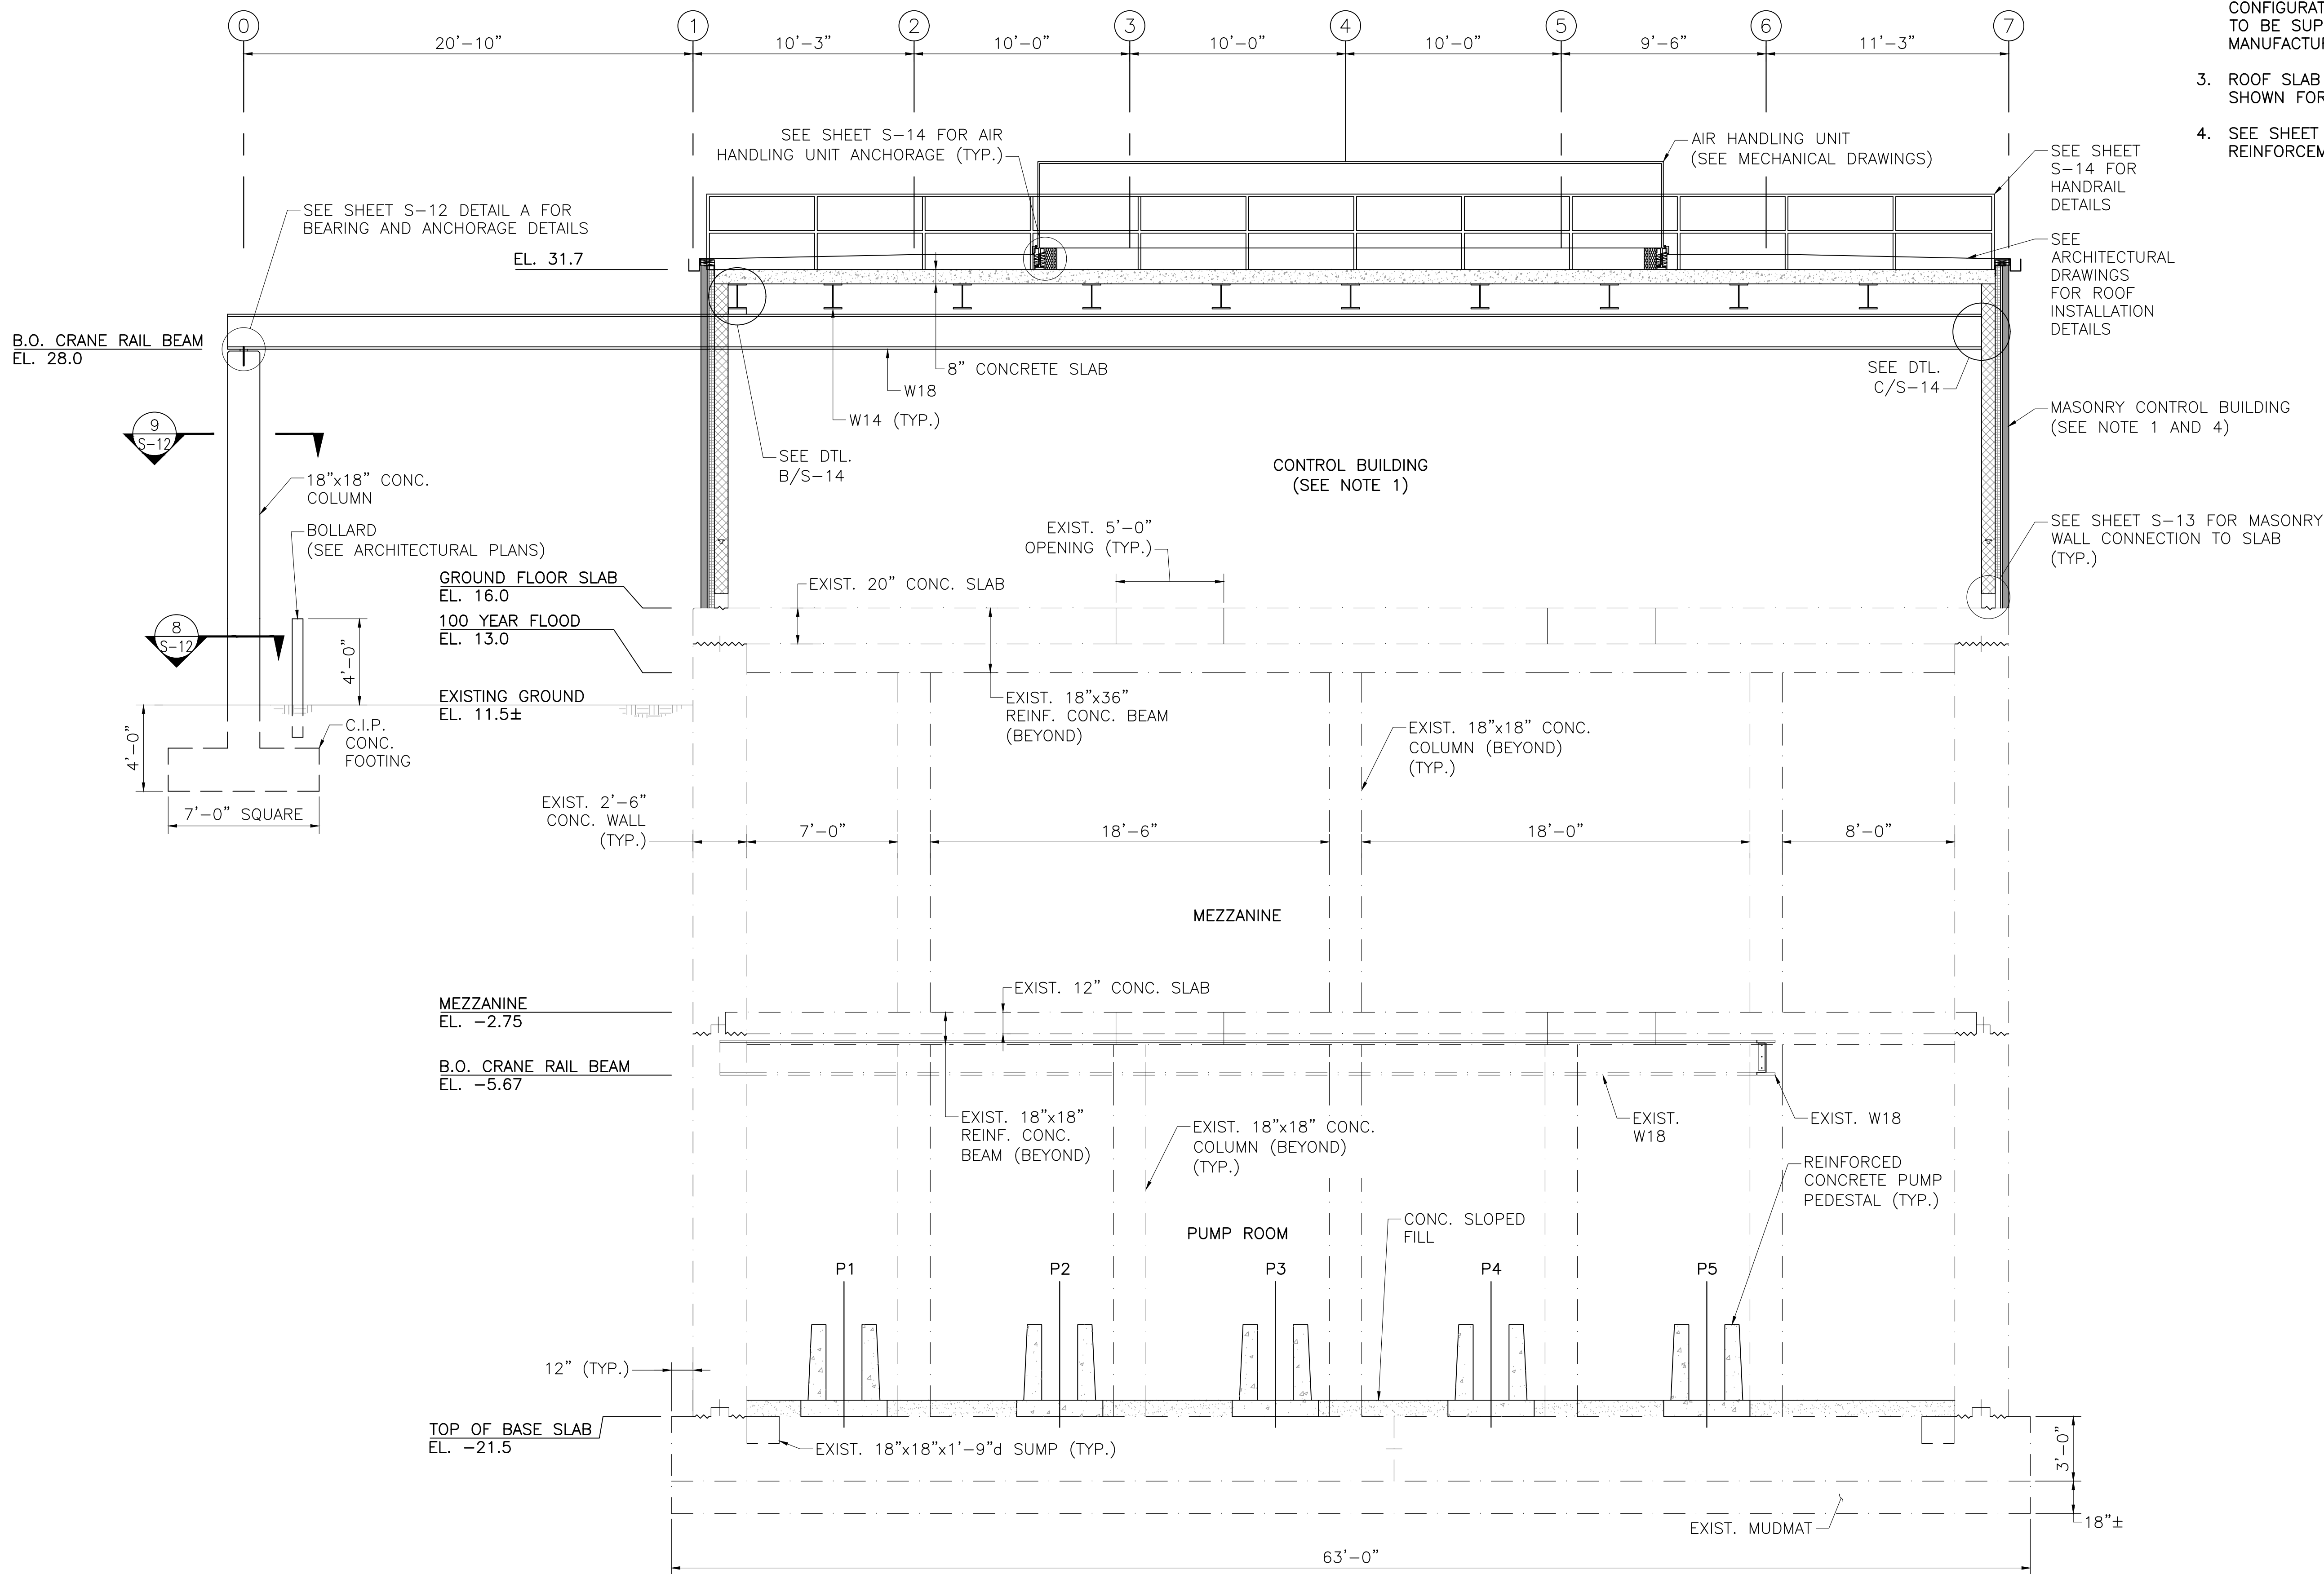 0
1
2
3
4
5
6
7
20'-10"
10'-3"
10'-0"
10'-0"
10'-0"
9'-6"
11'-3"
TO BE
3. ROOF SLAB
SHOWN FOR
4. SEE SHEET
SEE SHEET S-14 FOR AIR
HANDLING UNIT ANCHORAGE (TYP.)
AIR HANDLING UNIT
(SEE MECHANICAL DRAWINGS)
SEE SHEET
S-14 FOR
HANDRAIL
DETAILS
SEE SHEET S-12 DETAIL A FOR
BEARING AND ANCHORAGE DETAILS
EL. 31.7
SEE
ARCHITECTURAL
DRAWINGS
FOR ROOF
INSTALLATION
DETAILS
B.O. CRANE RAIL BEAM
EL. 28.0
8" CONCRETE SLAB
W18
W14 (TYP.)
SEE DTL.
C/S-14
MASONRY CONTROL BUILDING
(SEE NOTE 1 AND 4)
9
S-12
SEE DTL.
B/S-14
CONTROL BUILDING
(SEE NOTE 1)
18"x18" CONC.
COLUMN
BOLLARD
(SEE ARCHITECTURAL PLANS)
EXIST. 5'-0"
OPENING (TYP.)
SEE SHEET S-13 FOR MASONRY
WALL CONNECTION TO SLAB
(TYP.)
GROUND FLOOR SLAB
EL. 16.0
EXIST. 20" CONC. SLAB
100 YEAR FLOOD
EL. 13.0
8
S-12
4'-0"
EXISTING GROUND
EL. 11.5±
EXIST. 18"x36"
REINF. CONC. BEAM
(BEYOND)
4'-0"
C.I.P.
CONC.
FOOTING
EXIST. 18"x18" CONC.
COLUMN (BEYOND)
(TYP.)
7'-0" SQUARE
EXIST. 2'-6"
CONC. WALL
(TYP.)
7'-0"
18'-6"
18'-0"
8'-0"
MEZZANINE
MEZZANINE
EL. -2.75
EXIST. 12" CONC. SLAB
B.O. CRANE RAIL BEAM
EL. -5.67
EXIST. 18"x18"
REINF. CONC.
BEAM (BEYOND)
EXIST. 18"x18" CONC.
COLUMN (BEYOND)
(TYP.)
EXIST.
W18
EXIST. W18
REINFORCED
CONCRETE PUMP
PEDESTAL (TYP.)
PUMP ROOM
CONC. SLOPED
FILL
P1
P2
P3
P4
P5
12" (TYP.)
TOP OF BASE SLAB
EL. -21.5
EXIST. 18"x18"x1'-9"d SUMP (TYP.)
3'-0"
EXIST. MUDMAT
18"±
63'-0"